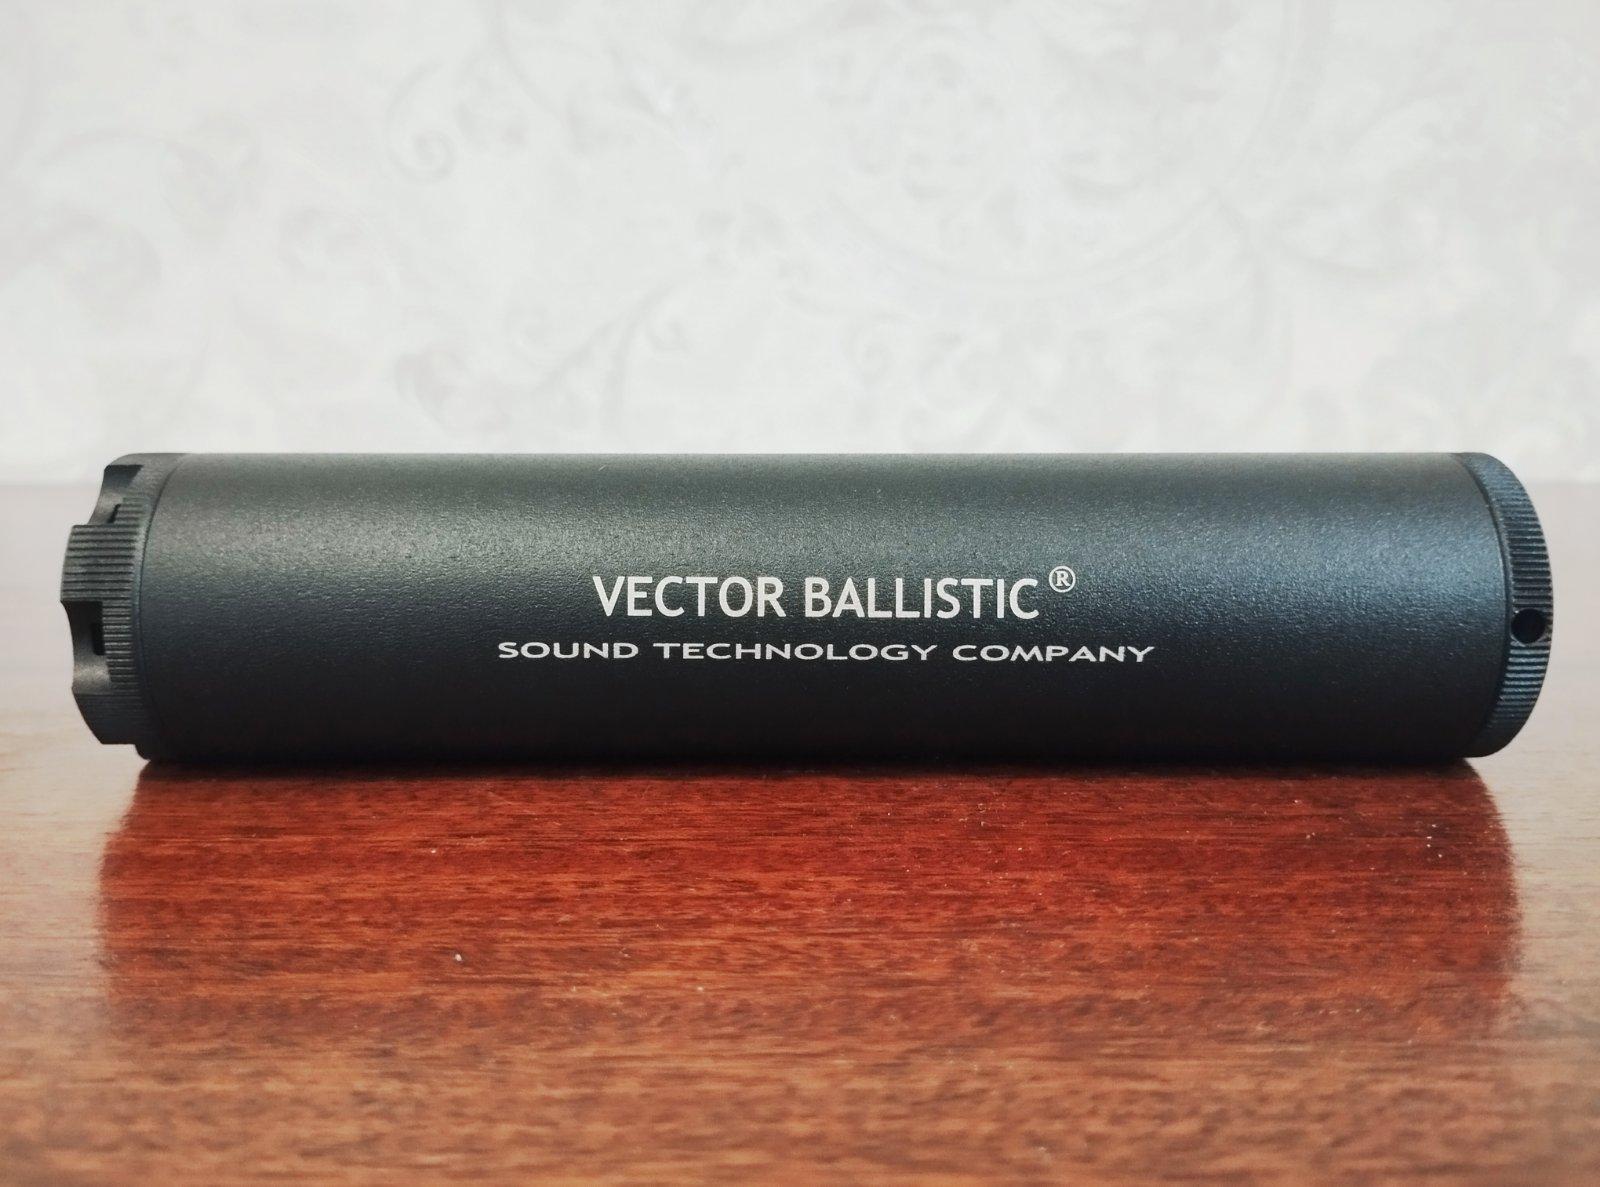 VECTOR BALLISTIC®
SOUND TECHNOLOGY COMPANY